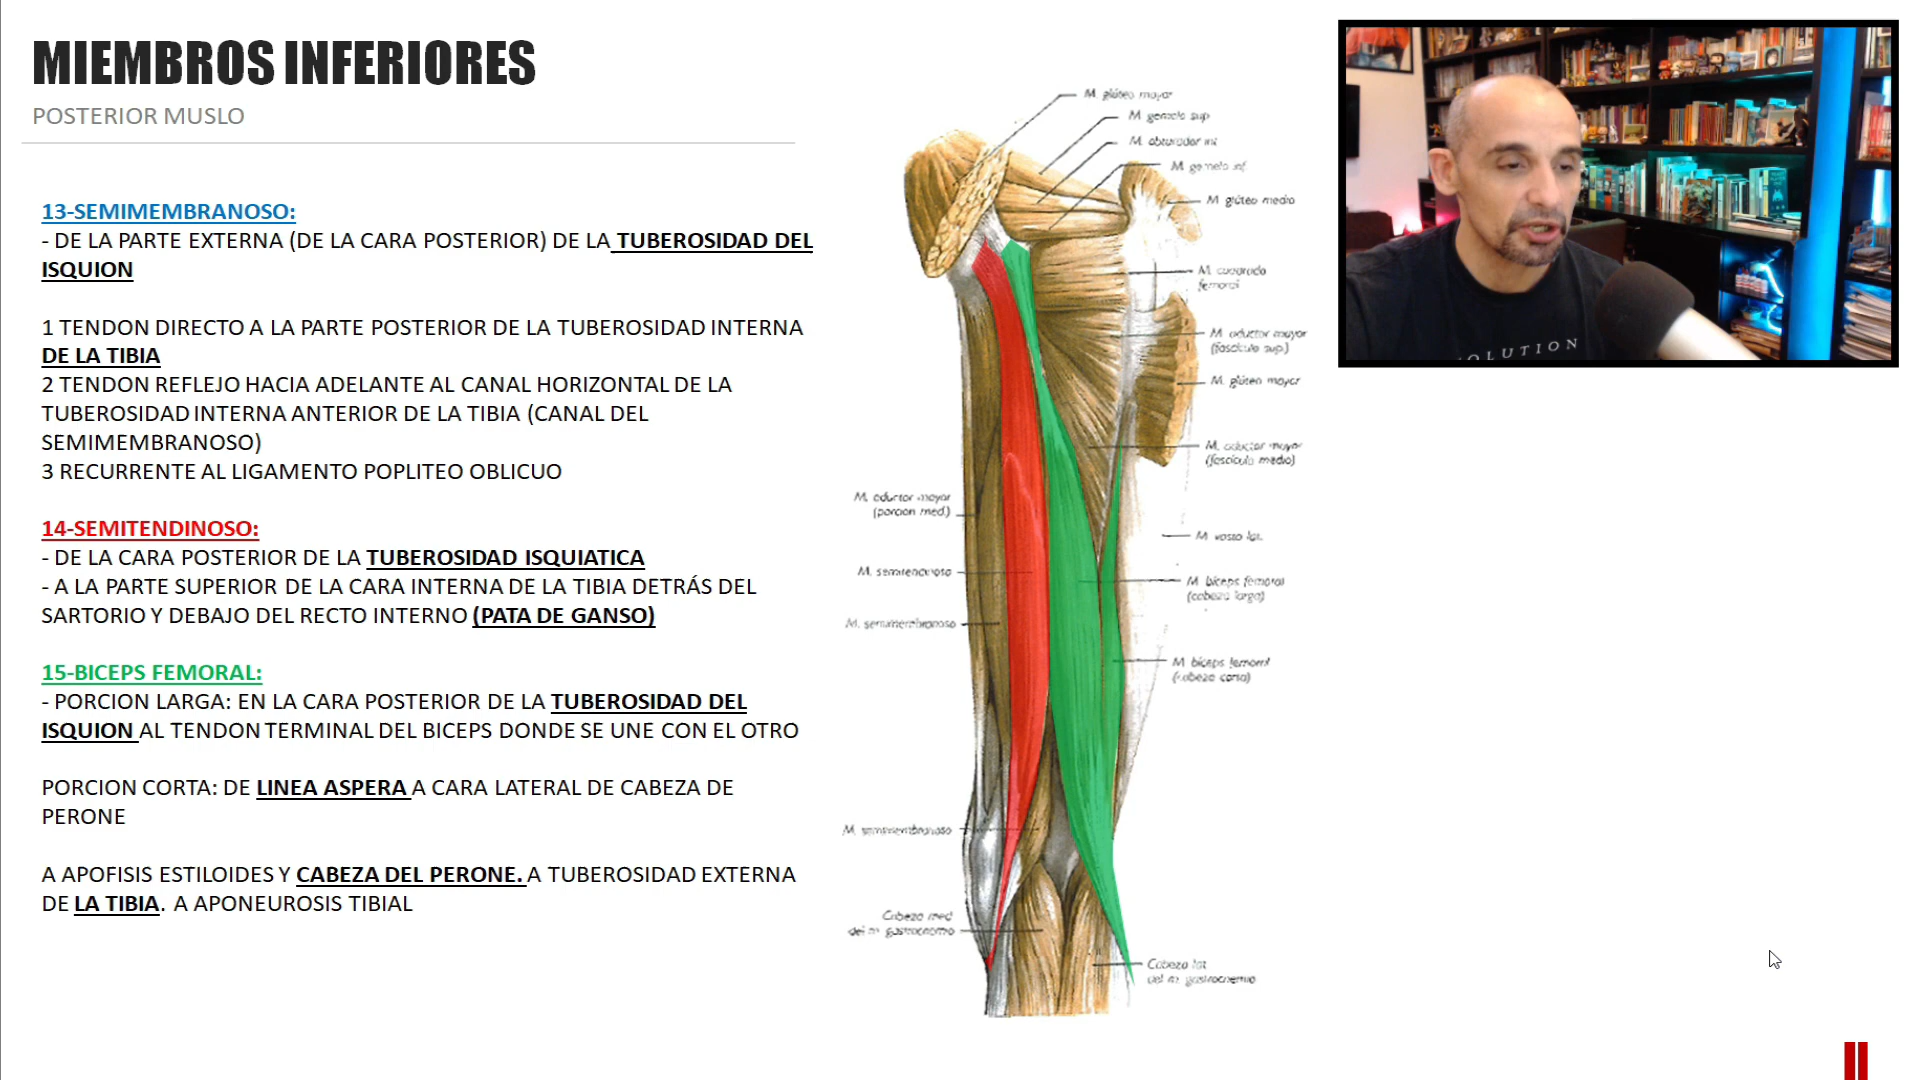 MIEMBROS INFERIORES
POSTERIOR MUSLO
13-SEMIMEMBRANOSO:
- DE LA PARTE EXTERNA (DE LA CARA POSTERIOR) DE LA TUBEROSIDAD DEL
ISQUION
1 TENDON DIRECTO A LA PARTE POSTERIOR DE LA TUBEROSIDAD INTERNA
DE LA TIBIA
2 TENDON REFLEJO HACIA ADELANTE AL CANAL HORIZONTAL DE LA
TUBEROSIDAD INTERNA ANTERIOR DE LA TIBIA (CANAL DEL
SEMIMEMBRANOSO)
3 RECURRENTE AL LIGAMENTO POPLITEO OBLICUO
14-SEMITENDINOSO:
- DE LA CARA POSTERIOR DE LA TUBEROSIDAD ISQUIATICA
- A LA PARTE SUPERIOR DE LA CARA INTERNA DE LA TIBIA DETRÁS DEL
SARTORIO Y DEBAJO DEL RECTO INTERNO (PATA DE GANSO)
15-BICEPS FEMORAL:
- PORCION LARGA: EN LA CARA POSTERIOR DE LA TUBEROSIDAD DEL
ISQUION AL TENDON TERMINAL DEL BICEPS DONDE SE UNE CON EL OTRO
PORCION CORTA: DE LINEA ASPERA A CARA LATERAL DE CABEZA DE
PERONE
A APOFISIS ESTILOIDES Y CABEZA DEL PERONE. A TUBEROSIDAD EXTERNA
DE LA TIBIA. A APONEUROSIS TIBIAL
M. glúteo mayor
M gemelo sup
M. obturador int
M. gemelo inf
M glúteo medio
M. cuadrado
femoral
M. aductor mayor
(fascículo sup.)
M. glúteo mayor
M. aductor mayor
(fascículo medio)
M. aductor mayor
(porcion med.)
M vasto lat.
M. semitendinoso
M bíceps femoral
(cabeza larga)
M. semimembranoso
M bíceps femoral
(cabeza corta)
M. semimembranoso
Cabeza med
del m gastrocnemio
Cabeza lat
del m. gastrocnemio
OLUTION